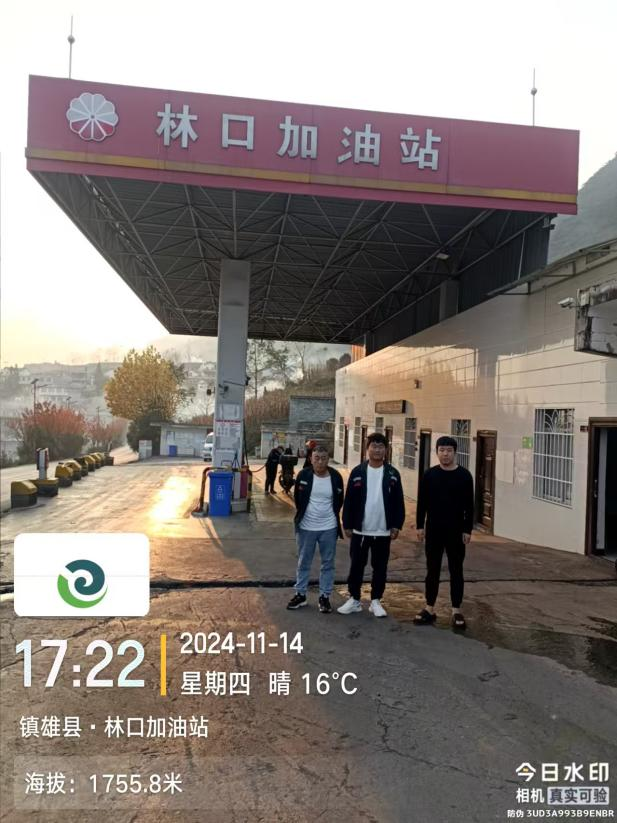 林口加油站
17:22
2024-11-14
星期四 晴 16°C
镇雄县·林口加油站
海拔：1755.8米
今日水印
相机 真实可验
防伪 3UD3A993B9ENBR